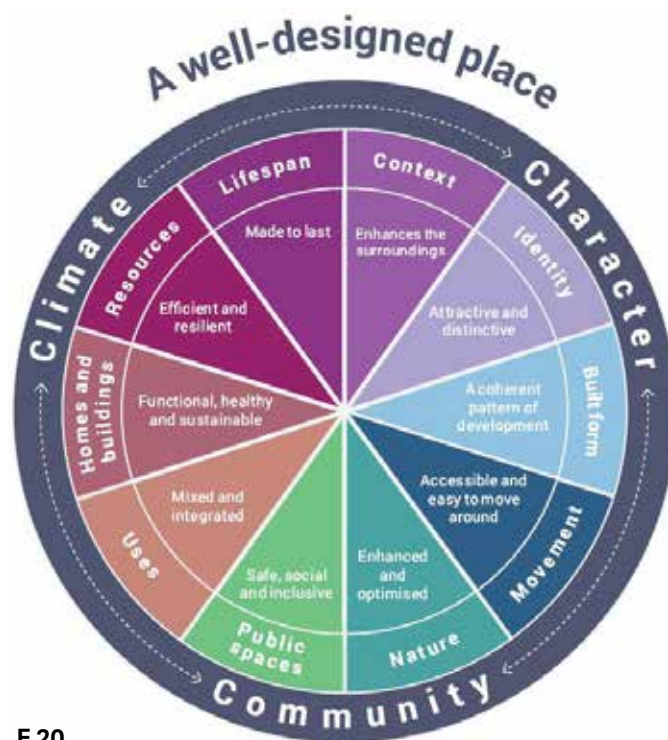 A well-designed place
Climate
Character
Community
Context
Enhances the
surroundings
Identity
Attractive and
distinctive
Built form
A coherent
pattern of
development
Movement
Accessible and
easy to move
around
Nature
Enhanced
and
optimised
Public
spaces
Safe, social
and inclusive
Uses
Mixed and
integrated
Homes and
buildings
Functional, healthy
and sustainable
Resources
Efficient and
resilient
Lifespan
Made to last
F.20